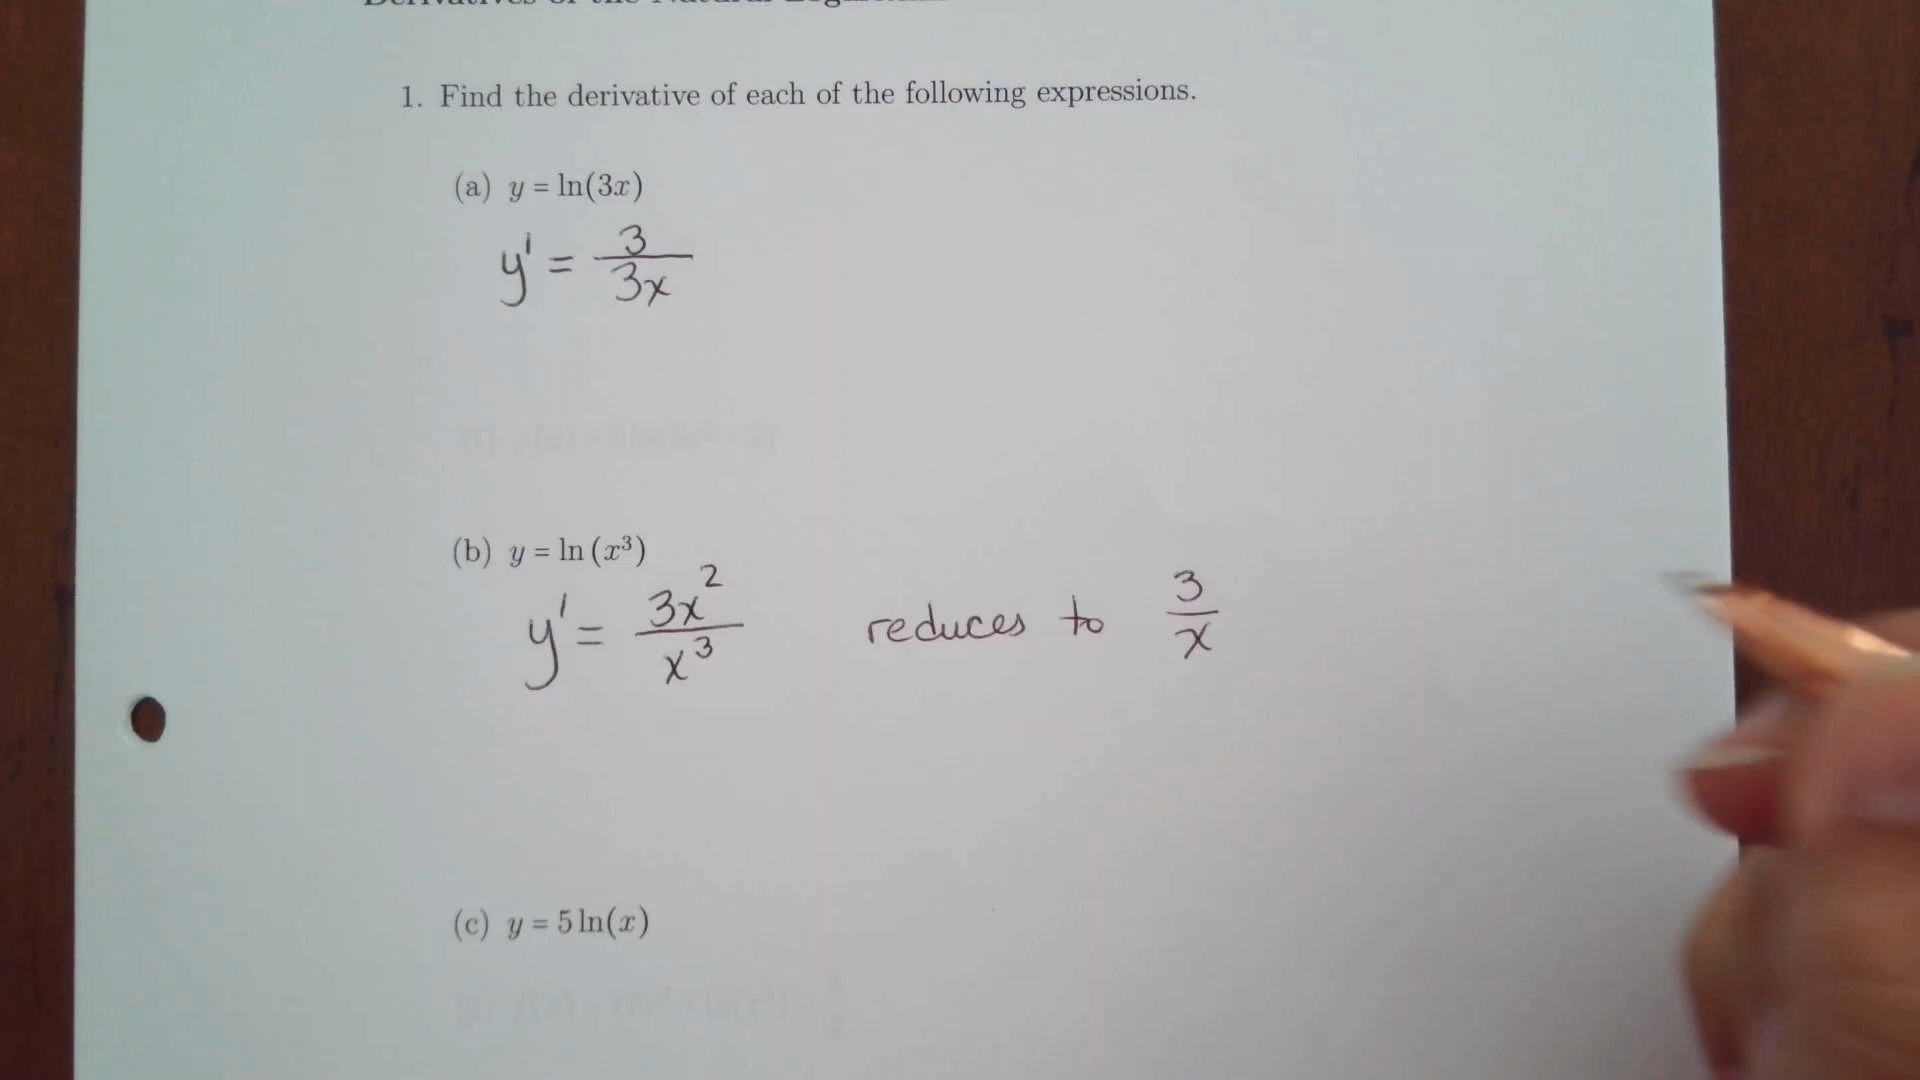 1. Find the derivative of each of the following expressions.
(a) y = ln(3x)
y' = 3/3x
(b) y = ln (x³)
y' = 3x²/x³ reduces to 3/x
(c) y = 5 ln(x)